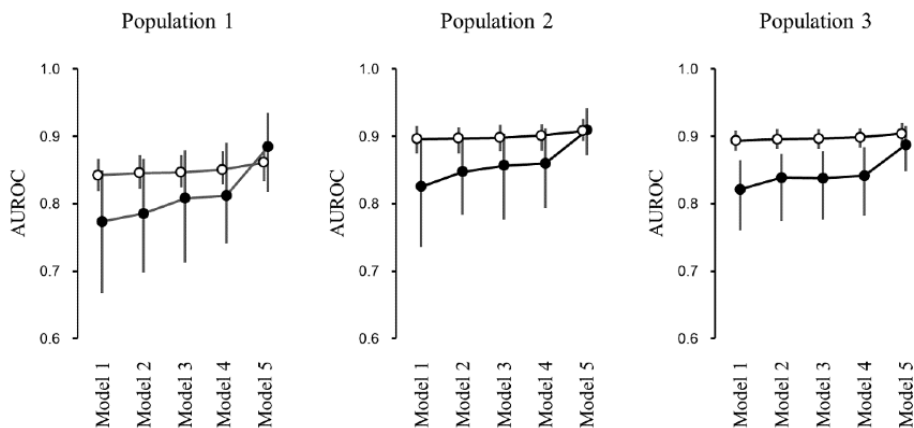 Population 1
AUROC
1.0
0.9
0.8
0.7
0.6
Model 1
Model 2
Model 3
Model 4
Model 5
Population 2
AUROC
1.0
0.9
0.8
0.7
0.6
Model 1
Model 2
Model 3
Model 4
Model 5
Population 3
AUROC
1.0
0.9
0.8
0.7
0.6
Model 1
Model 2
Model 3
Model 4
Model 5